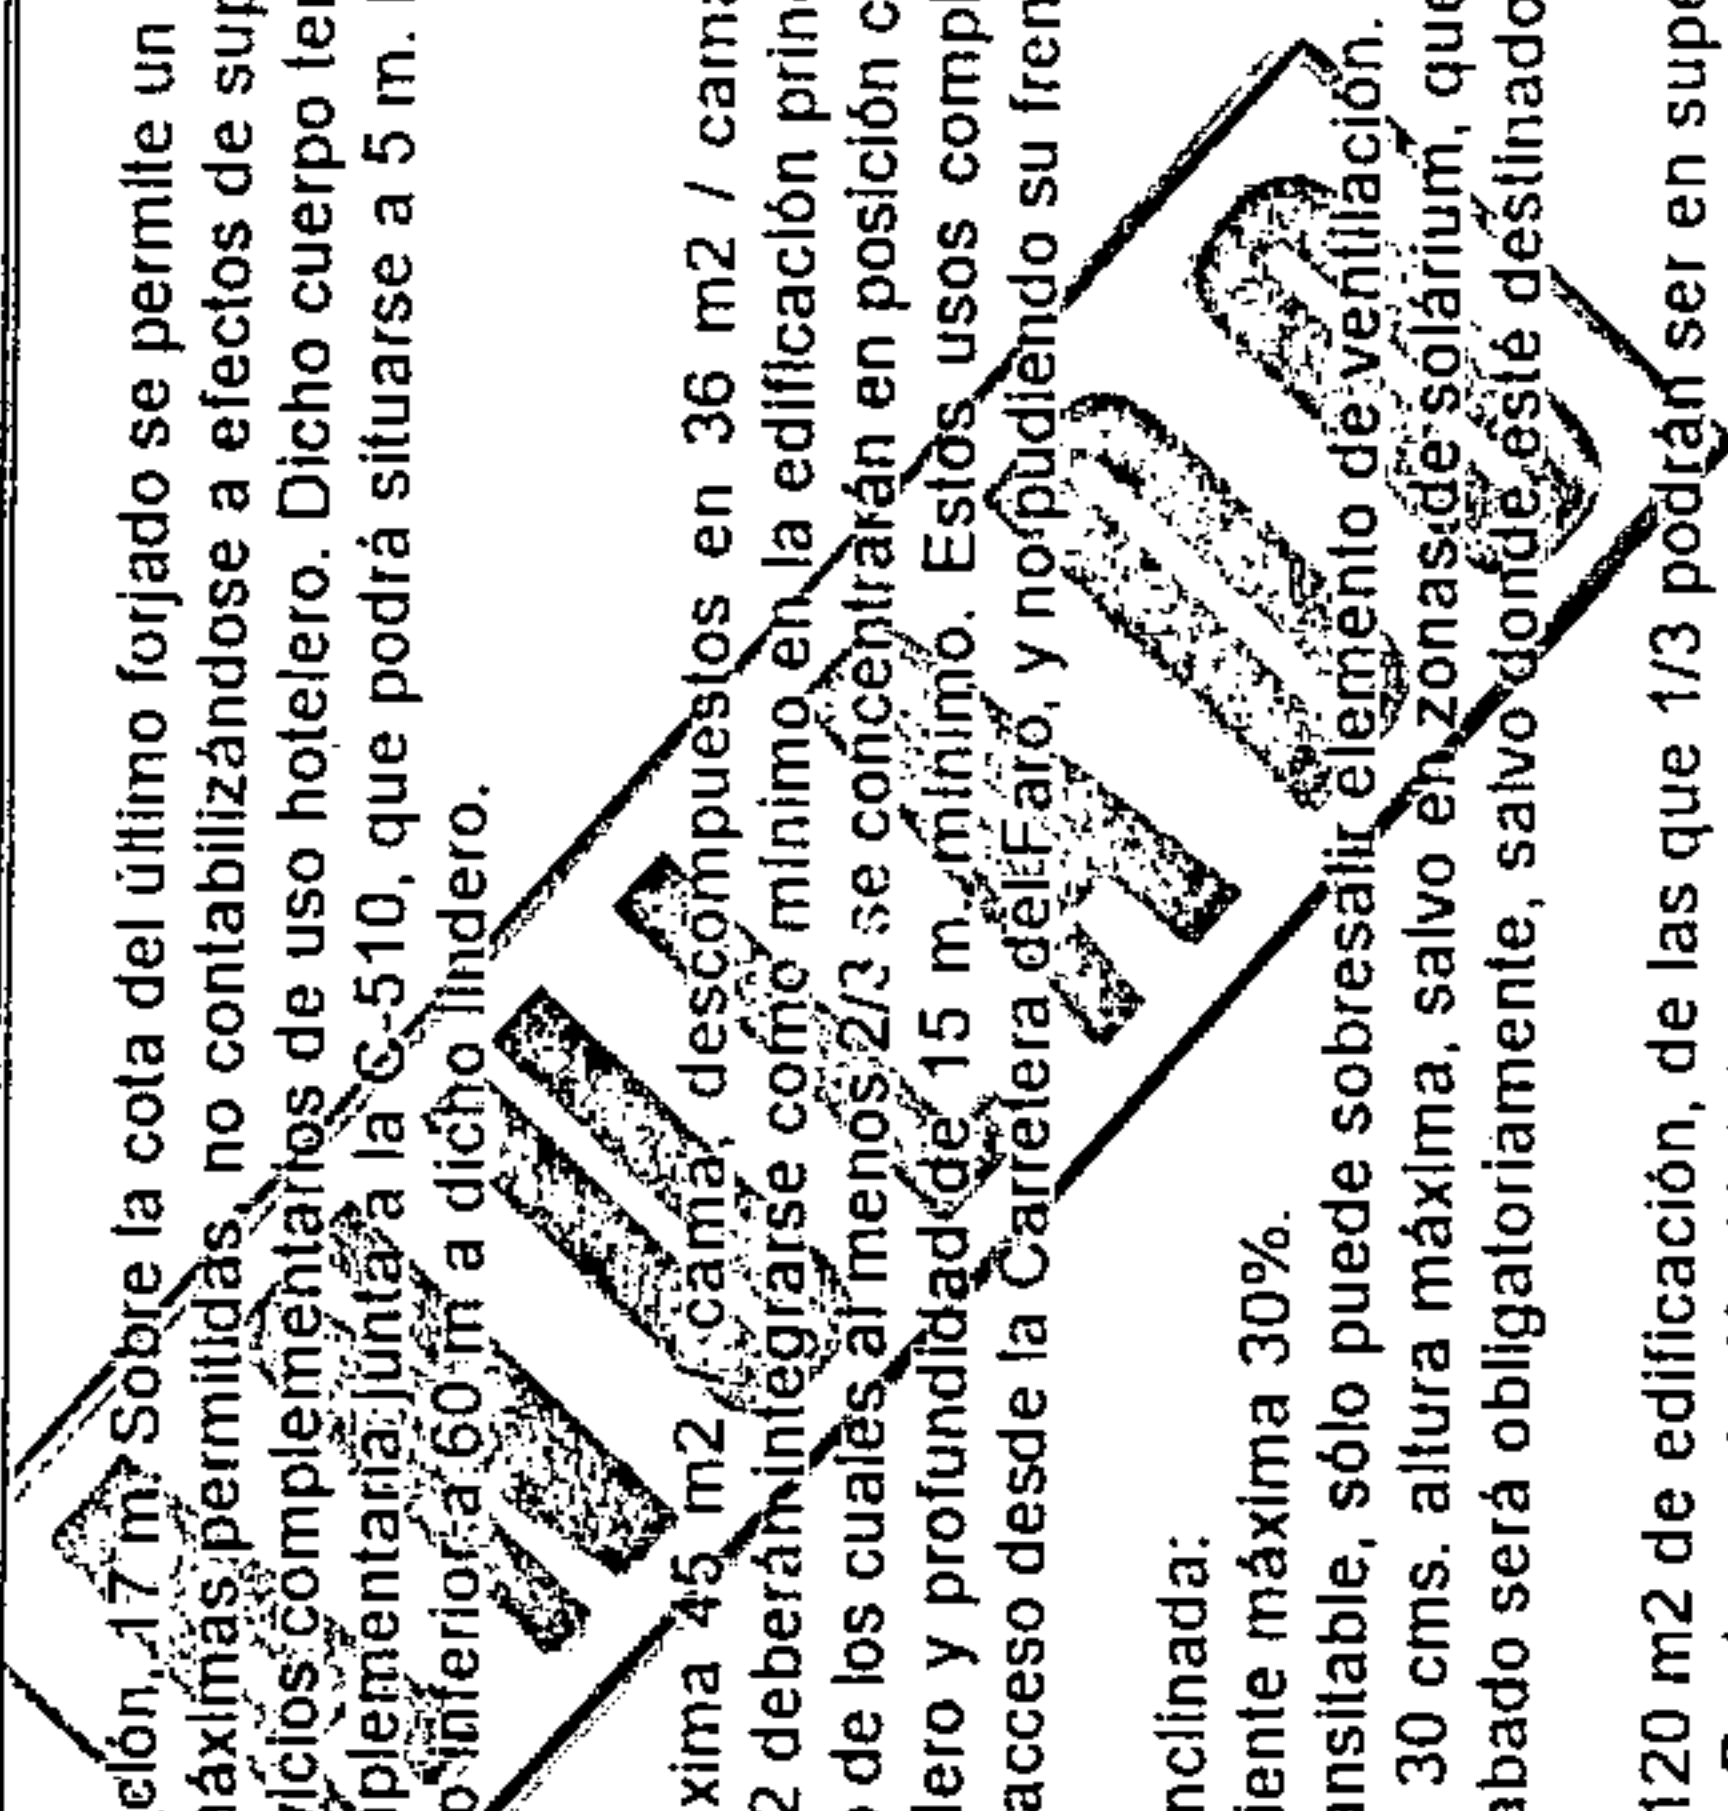 ción, 17 m. Sobre la cota del último forjado se permite un
máximas permitidas no contabilizándose a efectos de sup
vicios complementarios de uso hotelero. Dicho cuerpo ter
plementaria junta a la C-510, que podrá situarse a 5 m.
o inferior a 60 m a dicho lindero.
xima 45 m2 cama, descompuestos en 36 m2 / cama
2 deberán integrarse como mínimo en la edificación princ
de los cuales al menos 2/3 se concentrarán en posición c
lero y profundidad de 15 m. mínimo. Estos usos compl
acceso desde la Carretera del Faro, y no pudiendo su fren
nclinada:
iente máxima 30%.
ansitable, sólo puede sobresalir elemento de ventilación.
30 cms. altura máxima, salvo en zonas de solárium, que
abado será obligatoriamente, salvo donde esté destinado
120 m2 de edificación, de las que 1/3 podrán ser en supe
ANULADO